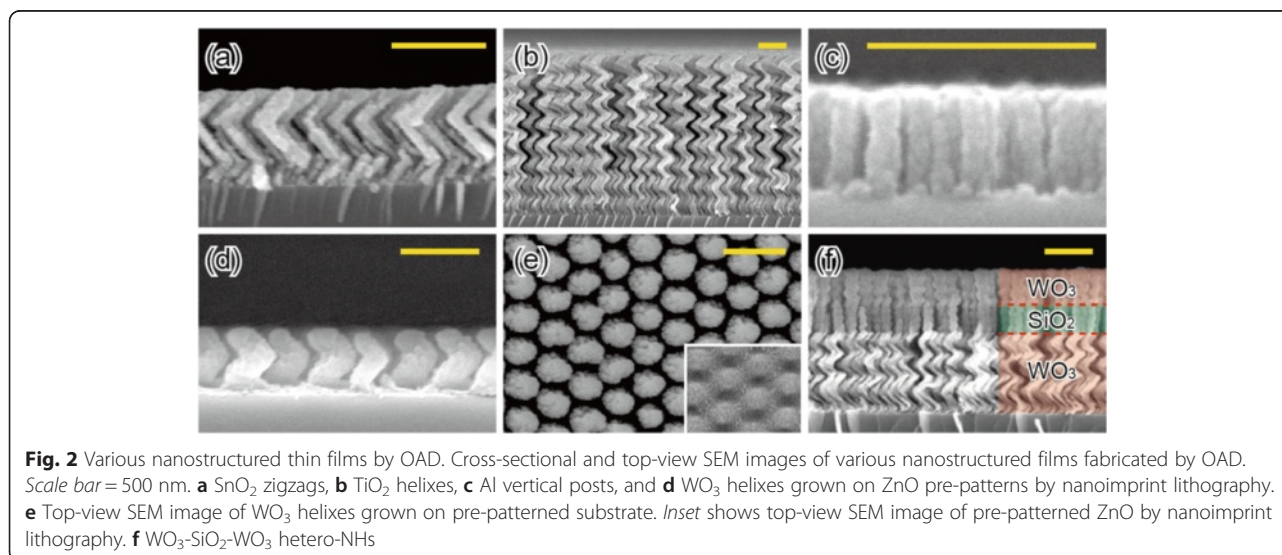 (a)
(b)
(c)
(d)
(e)
(f)
WO₃
SiO₂
WO₃
Fig. 2 Various nanostructured thin films by OAD. Cross-sectional and top-view SEM images of various nanostructured films fabricated by OAD.
Scale bar = 500 nm. a SnO₂ zigzags, b TiO₂ helixes, c Al vertical posts, and d WO₃ helixes grown on ZnO pre-patterns by nanoimprint lithography.
e Top-view SEM image of WO₃ helixes grown on pre-patterned substrate. Inset shows top-view SEM image of pre-patterned ZnO by nanoimprint
lithography. f WO₃-SiO₂-WO₃ hetero-NHs